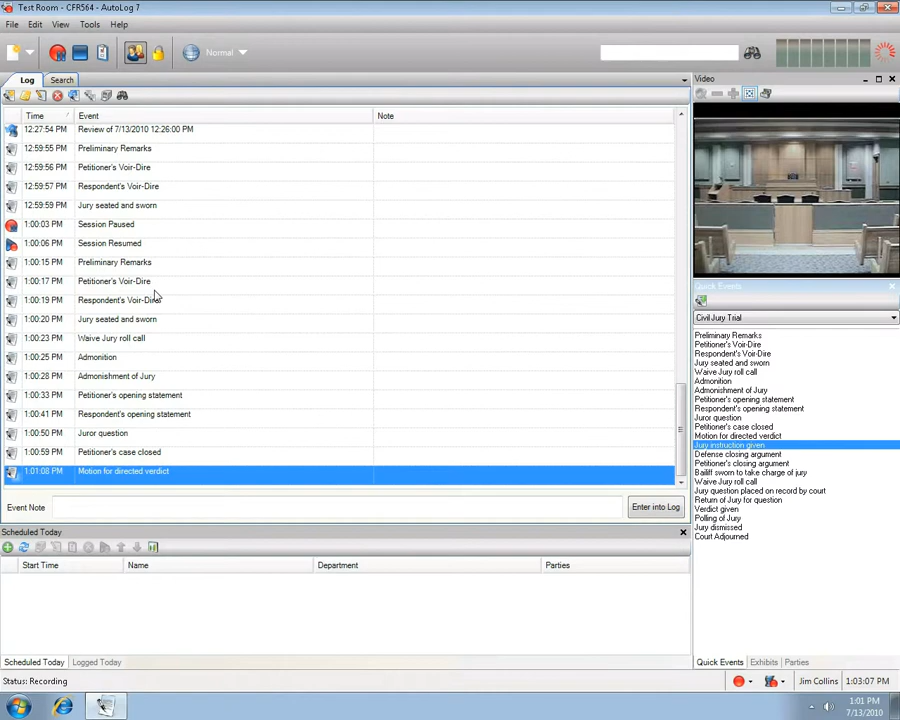 Test Room - CFR564 - AutoLog 7
File Edit View Tools Help
Normal
Log Search
Video
Time Event Note
12:27:54 PM Review of 7/13/2010 12:26:00 PM
12:59:55 PM Preliminary Remarks
12:59:56 PM Petitioner's Voir-Dire
12:59:57 PM Respondent's Voir-Dire
12:59:59 PM Jury seated and sworn
1:00:03 PM Session Paused
1:00:06 PM Session Resumed
1:00:15 PM Preliminary Remarks
1:00:17 PM Petitioner's Voir-Dire
1:00:19 PM Respondent's Voir-Dire
1:00:20 PM Jury seated and sworn
1:00:23 PM Waive Jury roll call
1:00:25 PM Admonition
1:00:28 PM Admonishment of Jury
1:00:33 PM Petitioner's opening statement
1:00:41 PM Respondent's opening statement
1:00:50 PM Juror question
1:00:59 PM Petitioner's case closed
1:01:08 PM Motion for directed verdict
Event Note Enter into Log
Quick Events
Civil Jury Trial
Preliminary Remarks
Petitioner's Voir-Dire
Respondent's Voir-Dire
Jury seated and sworn
Waive Jury roll call
Admonition
Admonishment of Jury
Petitioner's opening statement
Respondent's opening statement
Juror question
Petitioner's case closed
Motion for directed verdict
Jury instruction given
Defense closing argument
Petitioner's closing argument
Bailiff sworn to take charge of jury
Waive Jury roll call
Jury question placed on record by court
Return of Jury for question
Verdict given
Polling of Jury
Jury dismissed
Court Adjourned
Scheduled Today
Start Time Name Department Parties
Scheduled Today Logged Today
Quick Events Exhibits Parties
Status: Recording
Jim Collins 1:03:07 PM
1:01 PM
7/13/2010